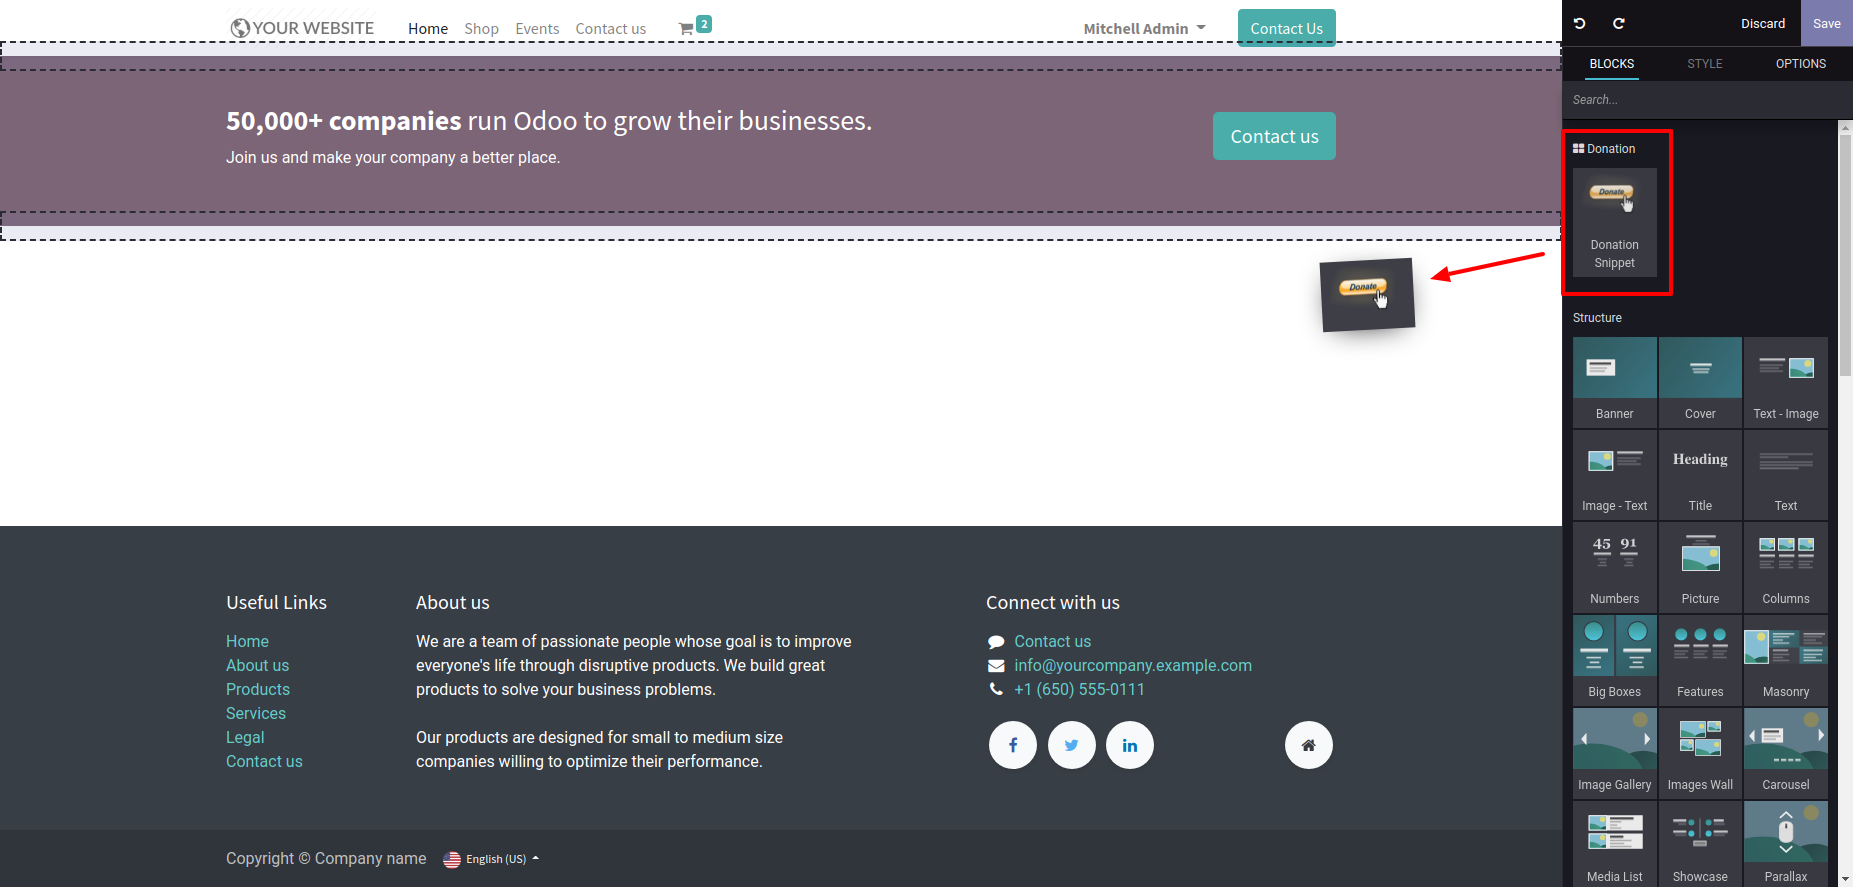 YOUR WEBSITE
Home
Shop
Events
Contact us
2
Mitchell Admin
Contact Us
Discard
Save
BLOCKS
STYLE
OPTIONS
Search...
50,000+ companies run Odoo to grow their businesses.
Join us and make your company a better place.
Contact us
Donation
Donate
Donation
Snippet
Donate
Structure
Banner
Cover
Text - Image
Heading
Image - Text
Title
Text
45 91
Numbers
Picture
Columns
Big Boxes
Features
Masonry
Image Gallery
Images Wall
Carousel
Media List
Showcase
Parallax
Useful Links
Home
About us
Products
Services
Legal
Contact us
About us
We are a team of passionate people whose goal is to improve
everyone's life through disruptive products. We build great
products to solve your business problems.
Our products are designed for small to medium size
companies willing to optimize their performance.
Connect with us
Contact us
info@yourcompany.example.com
+1 (650) 555-0111
Copyright © Company name
English (US)